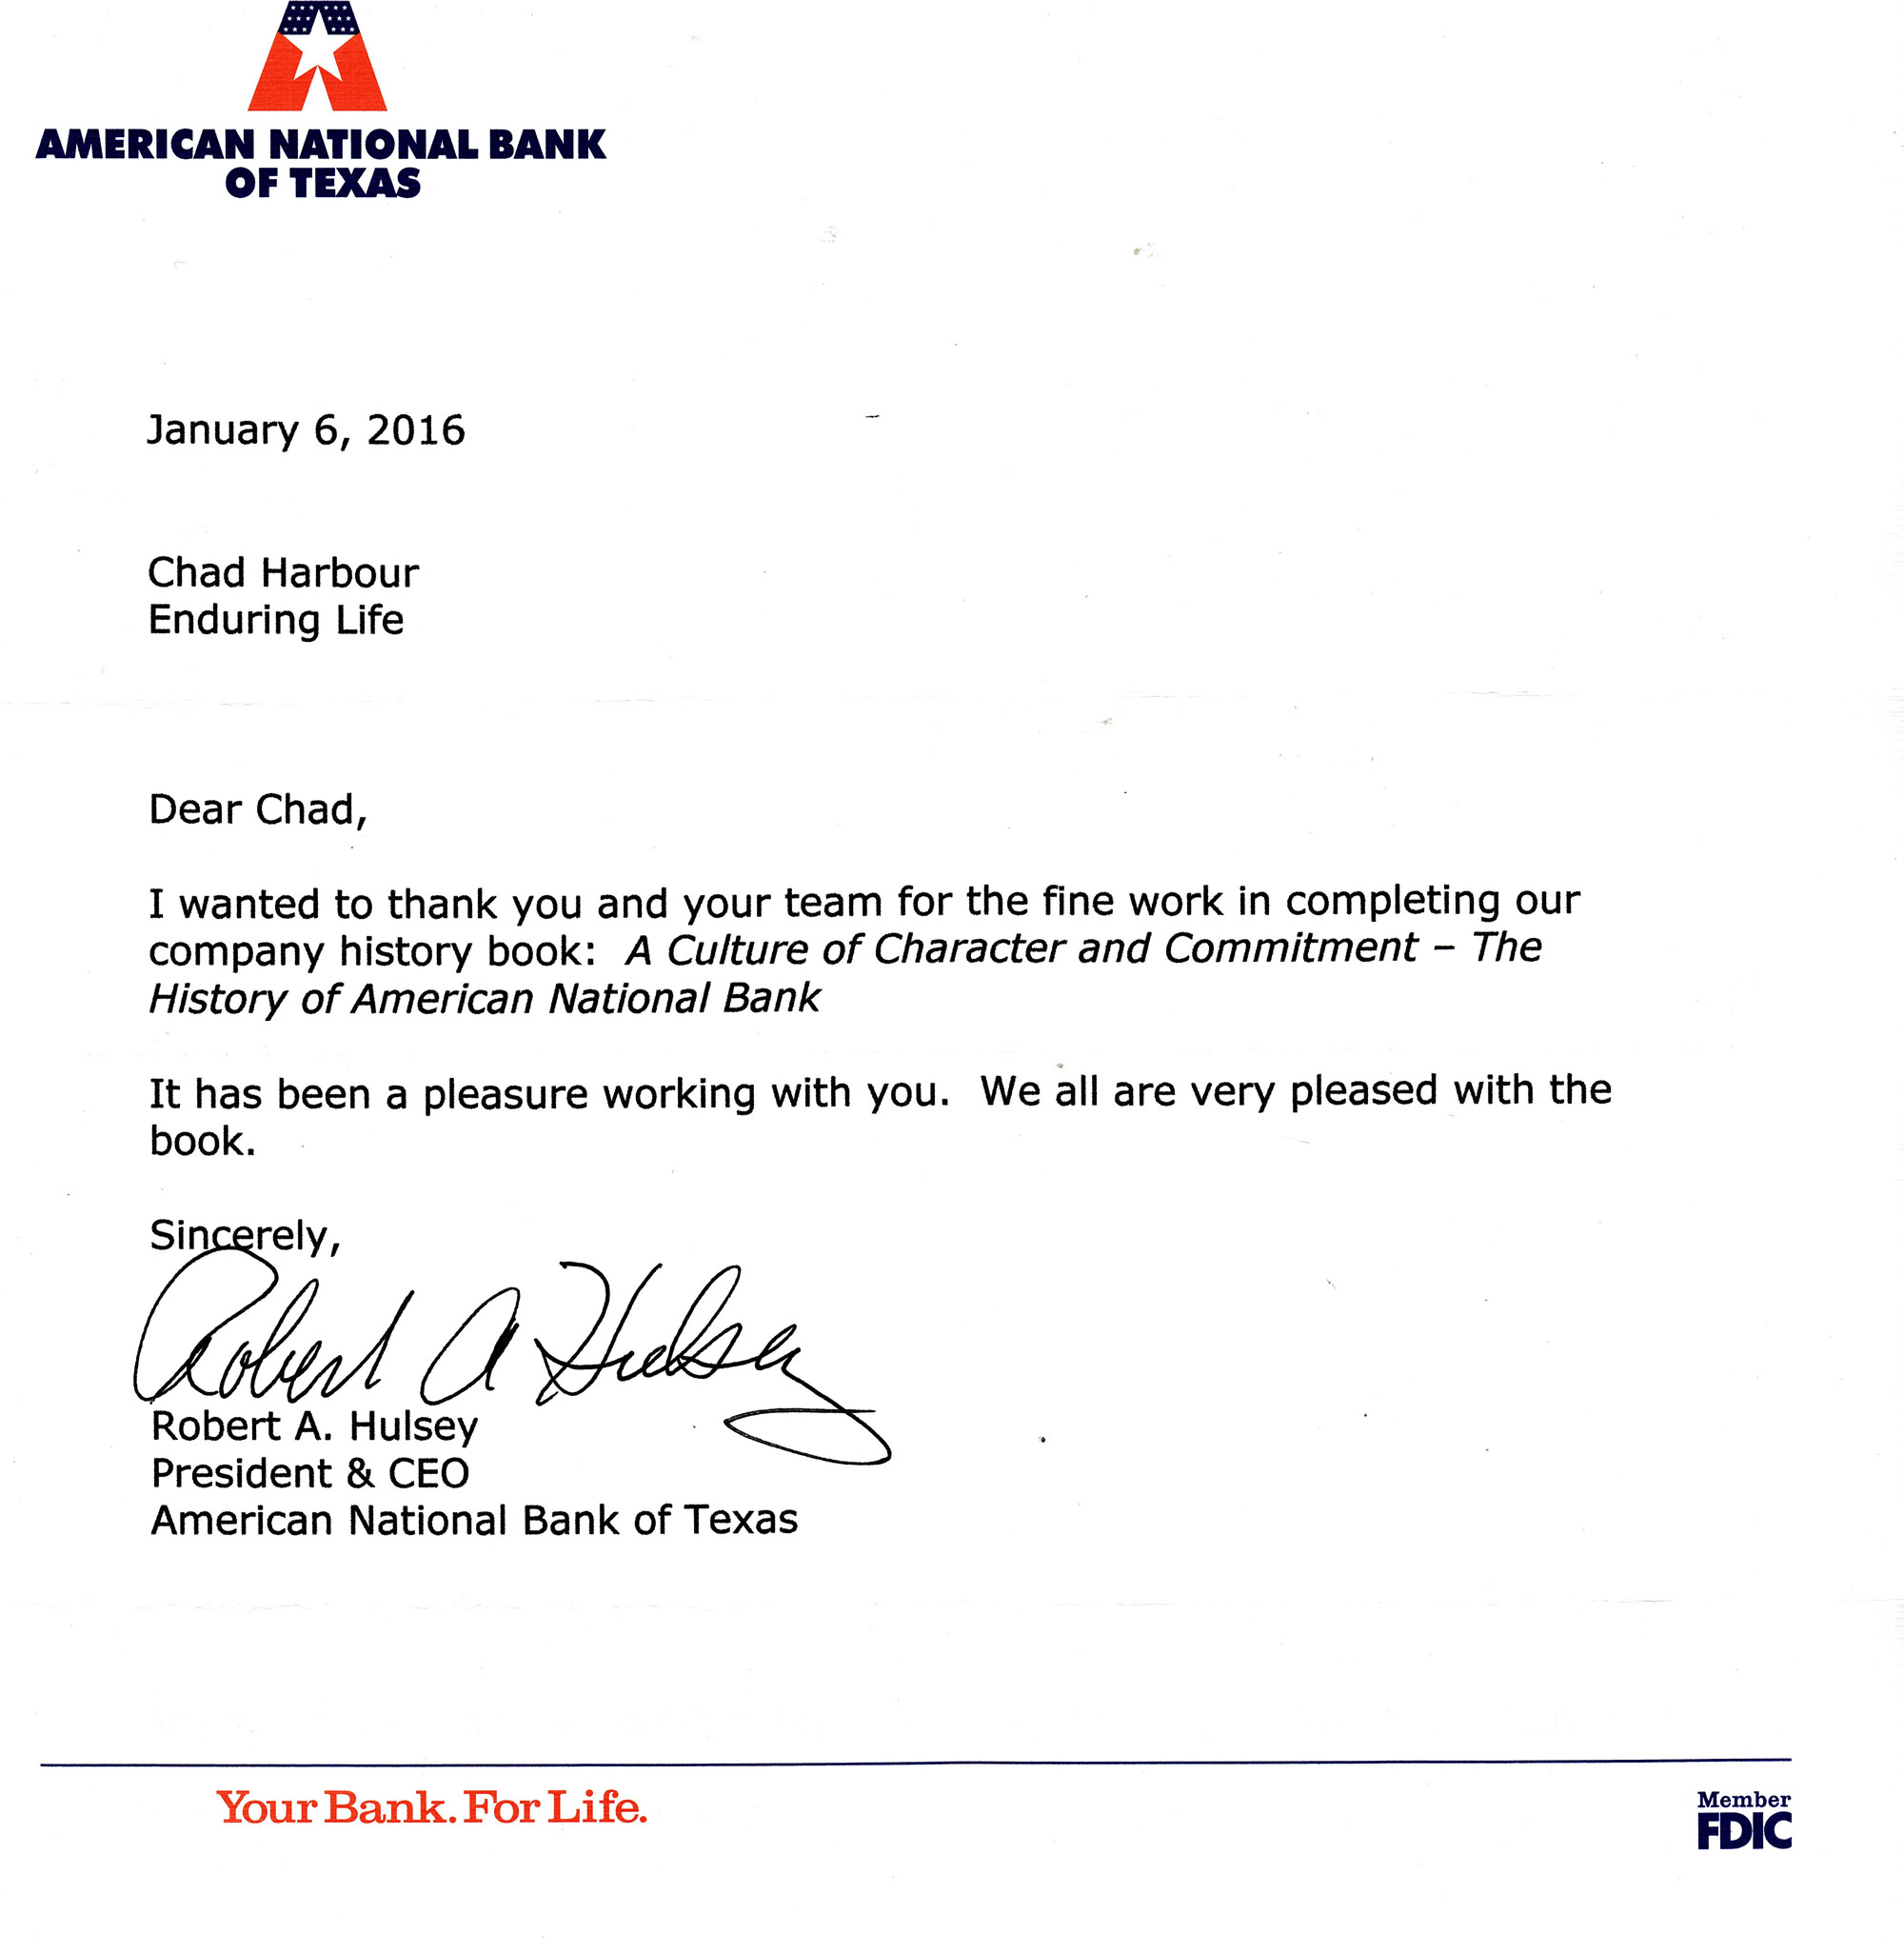 AMERICAN NATIONAL BANK
OF TEXAS
January 6, 2016
Chad Harbour
Enduring Life
Dear Chad,
I wanted to thank you and your team for the fine work in completing our
company history book:  A Culture of Character and Commitment – The
History of American National Bank
It has been a pleasure working with you.  We all are very pleased with the
book.
Sincerely,
Robert A Hulsey
Robert A. Hulsey
President & CEO
American National Bank of Texas
Your Bank. For Life.
Member
FDIC